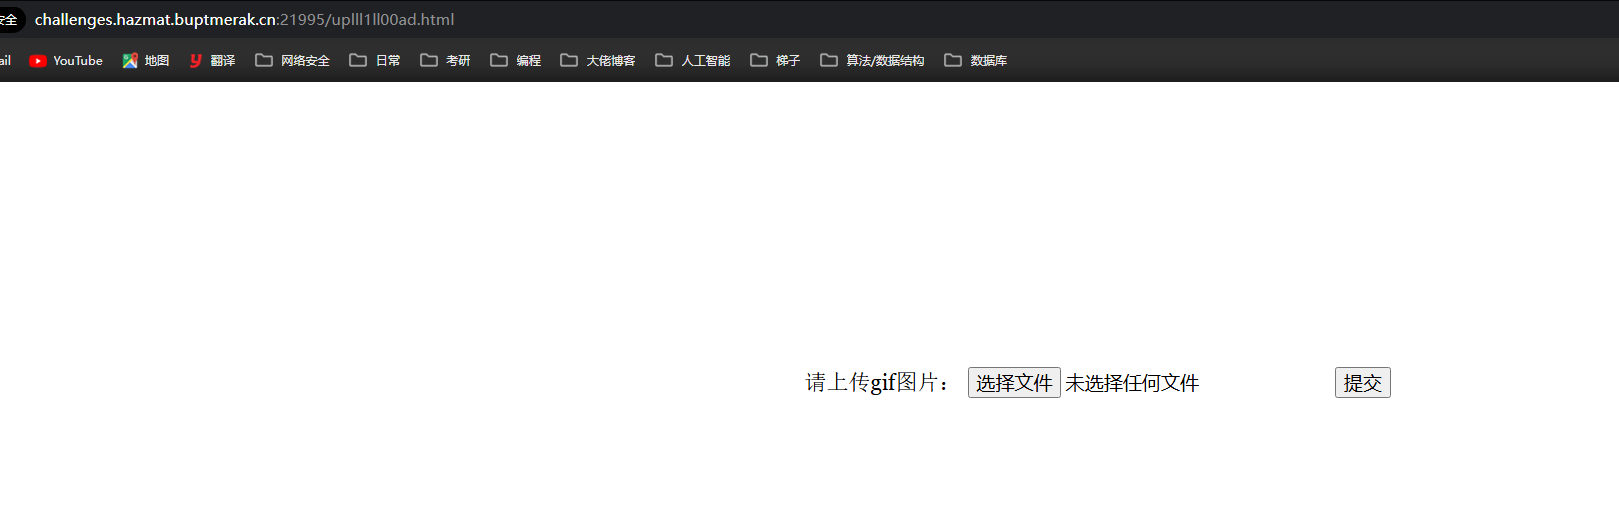 安全 challenges.hazmat.buptmerak.cn:21995/uplll1ll00ad.html
ail YouTube 地图 翻译 网络安全 日常 考研 编程 大佬博客 人工智能 梯子 算法/数据结构 数据库
请上传gif图片： 选择文件 未选择任何文件 提交